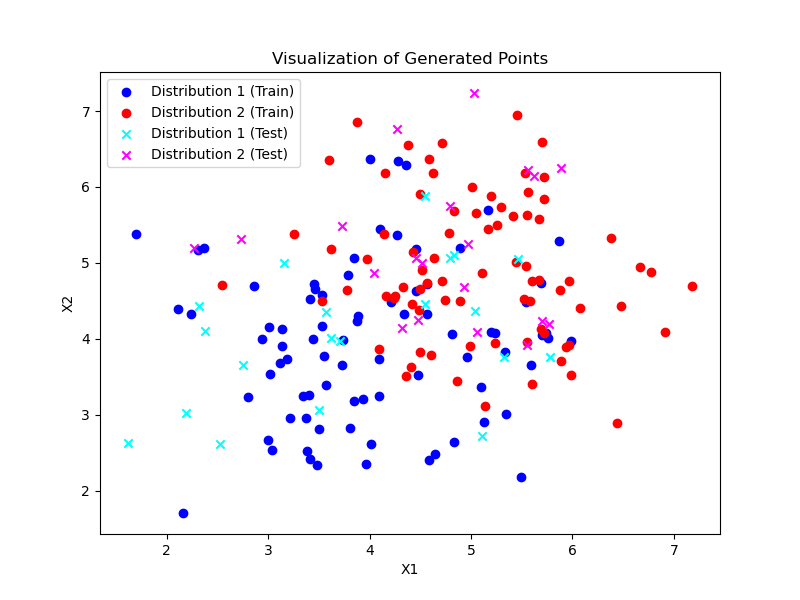 Visualization of Generated Points
Distribution 1 (Train)
Distribution 2 (Train)
Distribution 1 (Test)
Distribution 2 (Test)
7
6
5
4
3
2
X2
2 3 4 5 6 7
X1